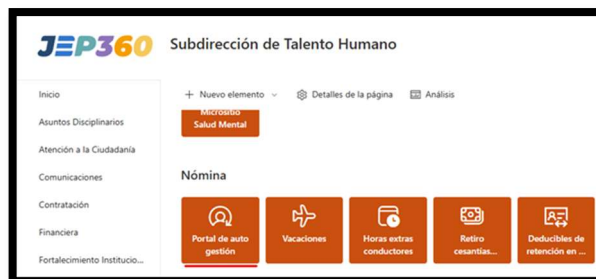 JEP360
Subdirección de Talento Humano
Inicio
Asuntos Disciplinarios
Atención a la Ciudadanía
Comunicaciones
Contratación
Financiera
Fortalecimiento Institucio...
+ Nuevo elemento
Detalles de la página
Análisis
Micrositio
Salud Mental
Nómina
Portal de auto
gestión
Vacaciones
Horas extras
conductores
Retiro
cesantías...
Deducibles de
retención en ...